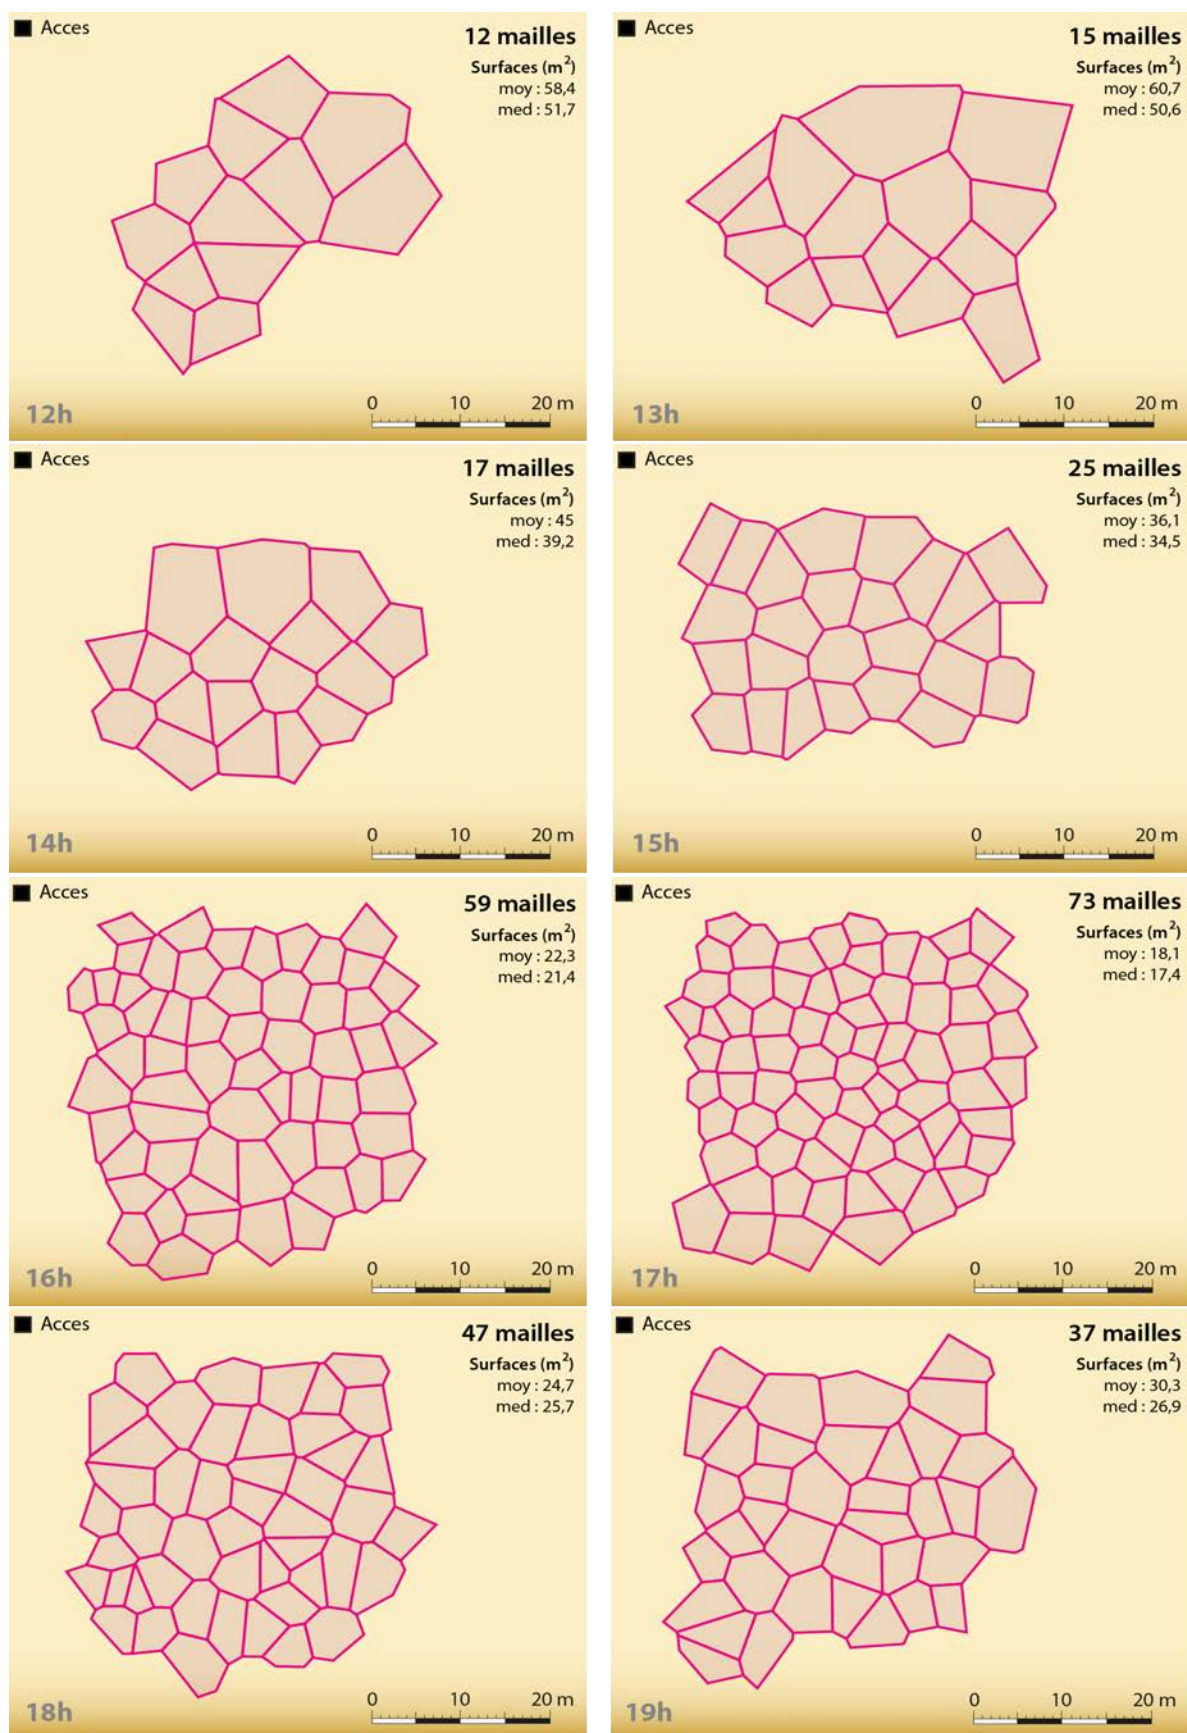 Acces
12 mailles
Surfaces (m²)
moy : 58,4
med : 51,7
0 10 20 m
12h
Acces
15 mailles
Surfaces (m²)
moy : 60,7
med : 50,6
0 10 20 m
13h
Acces
17 mailles
Surfaces (m²)
moy : 45
med : 39,2
0 10 20 m
14h
Acces
25 mailles
Surfaces (m²)
moy : 36,1
med : 34,5
0 10 20 m
15h
Acces
59 mailles
Surfaces (m²)
moy : 22,3
med : 21,4
0 10 20 m
16h
Acces
73 mailles
Surfaces (m²)
moy : 18,1
med : 17,4
0 10 20 m
17h
Acces
47 mailles
Surfaces (m²)
moy : 24,7
med : 25,7
0 10 20 m
18h
Acces
37 mailles
Surfaces (m²)
moy : 30,3
med : 26,9
0 10 20 m
19h